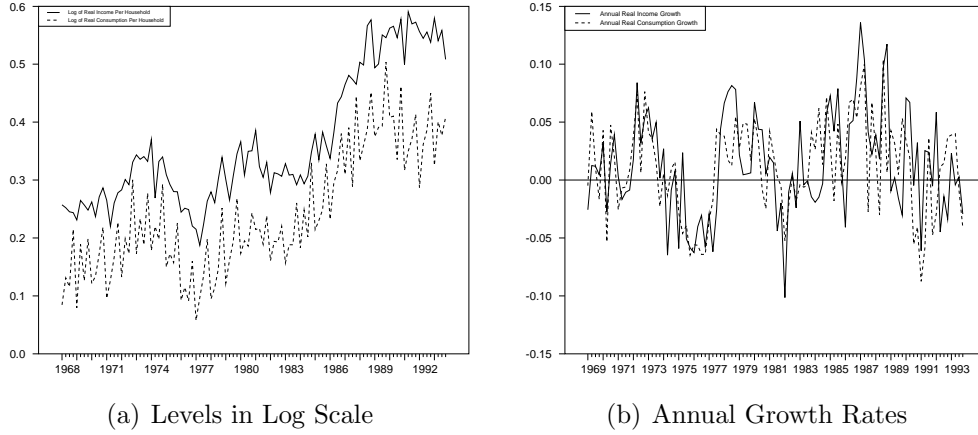 Log of Real Income Per Household
Log of Real Consumption Per Household
0.6
0.5
0.4
0.3
0.2
0.1
0.0
1968 1971 1974 1977 1980 1983 1986 1989 1992
(a) Levels in Log Scale
Annual Real Income Growth
Annual Real Consumption Growth
0.15
0.10
0.05
0.00
-0.05
-0.10
-0.15
1969 1971 1973 1975 1977 1979 1981 1983 1985 1987 1989 1991 1993
(b) Annual Growth Rates